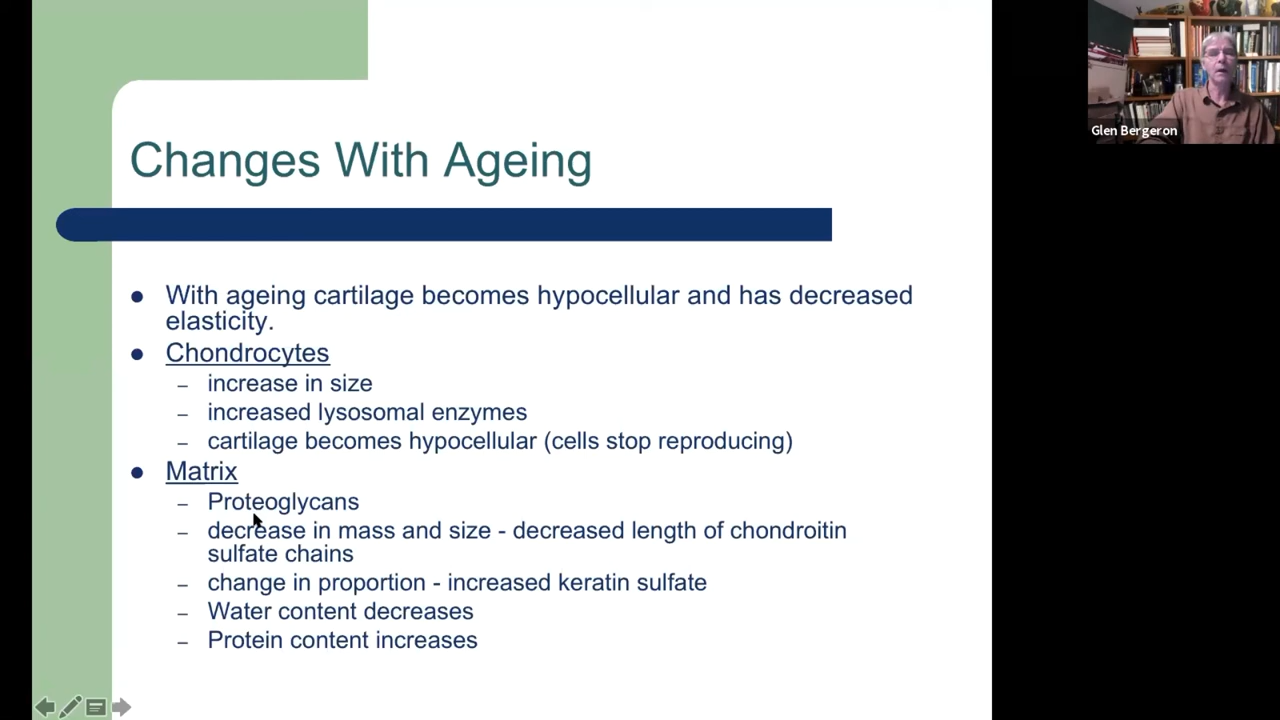 Changes With Ageing
Glen Bergeron
● With ageing cartilage becomes hypocellular and has decreased
elasticity.
● Chondrocytes
– increase in size
– increased lysosomal enzymes
– cartilage becomes hypocellular (cells stop reproducing)
● Matrix
– Proteoglycans
– decrease in mass and size - decreased length of chondroitin
sulfate chains
– change in proportion - increased keratin sulfate
– Water content decreases
– Protein content increases